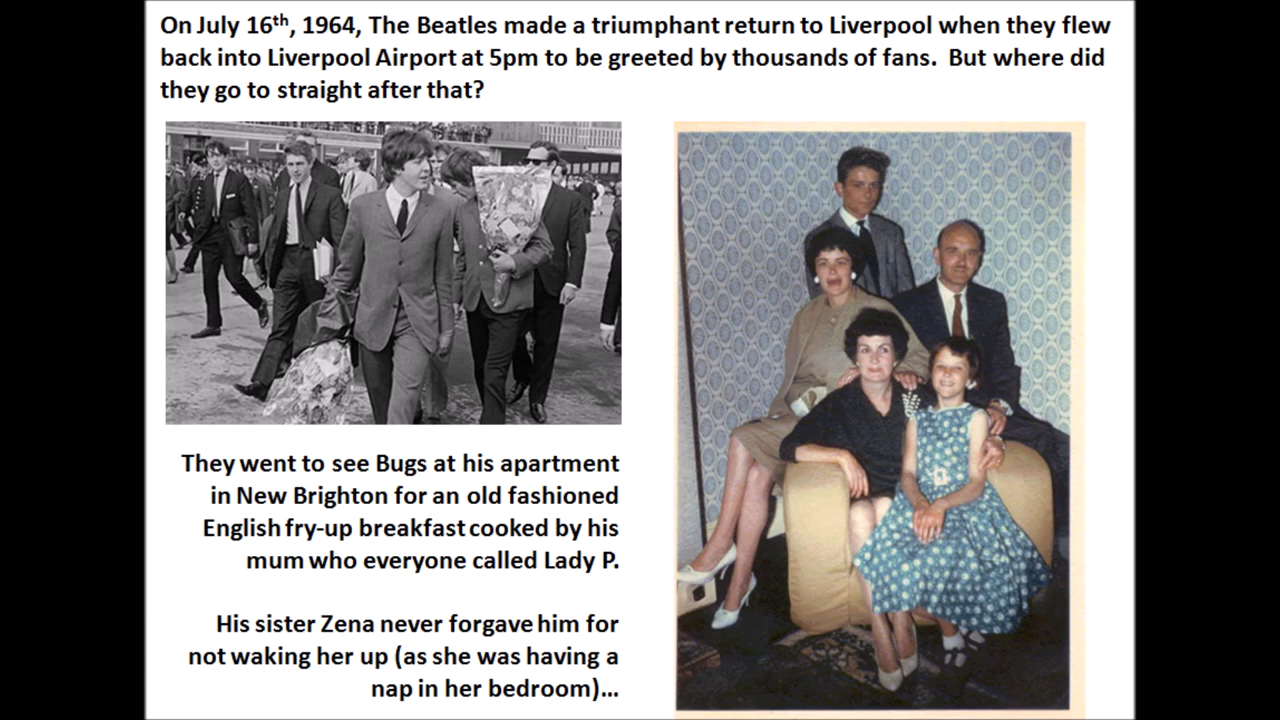 On July 16th, 1964, The Beatles made a triumphant return to Liverpool when they flew
back into Liverpool Airport at 5pm to be greeted by thousands of fans.  But where did
they go to straight after that?
They went to see Bugs at his apartment
in New Brighton for an old fashioned
English fry-up breakfast cooked by his
mum who everyone called Lady P.
His sister Zena never forgave him for
not waking her up (as she was having a
nap in her bedroom)...